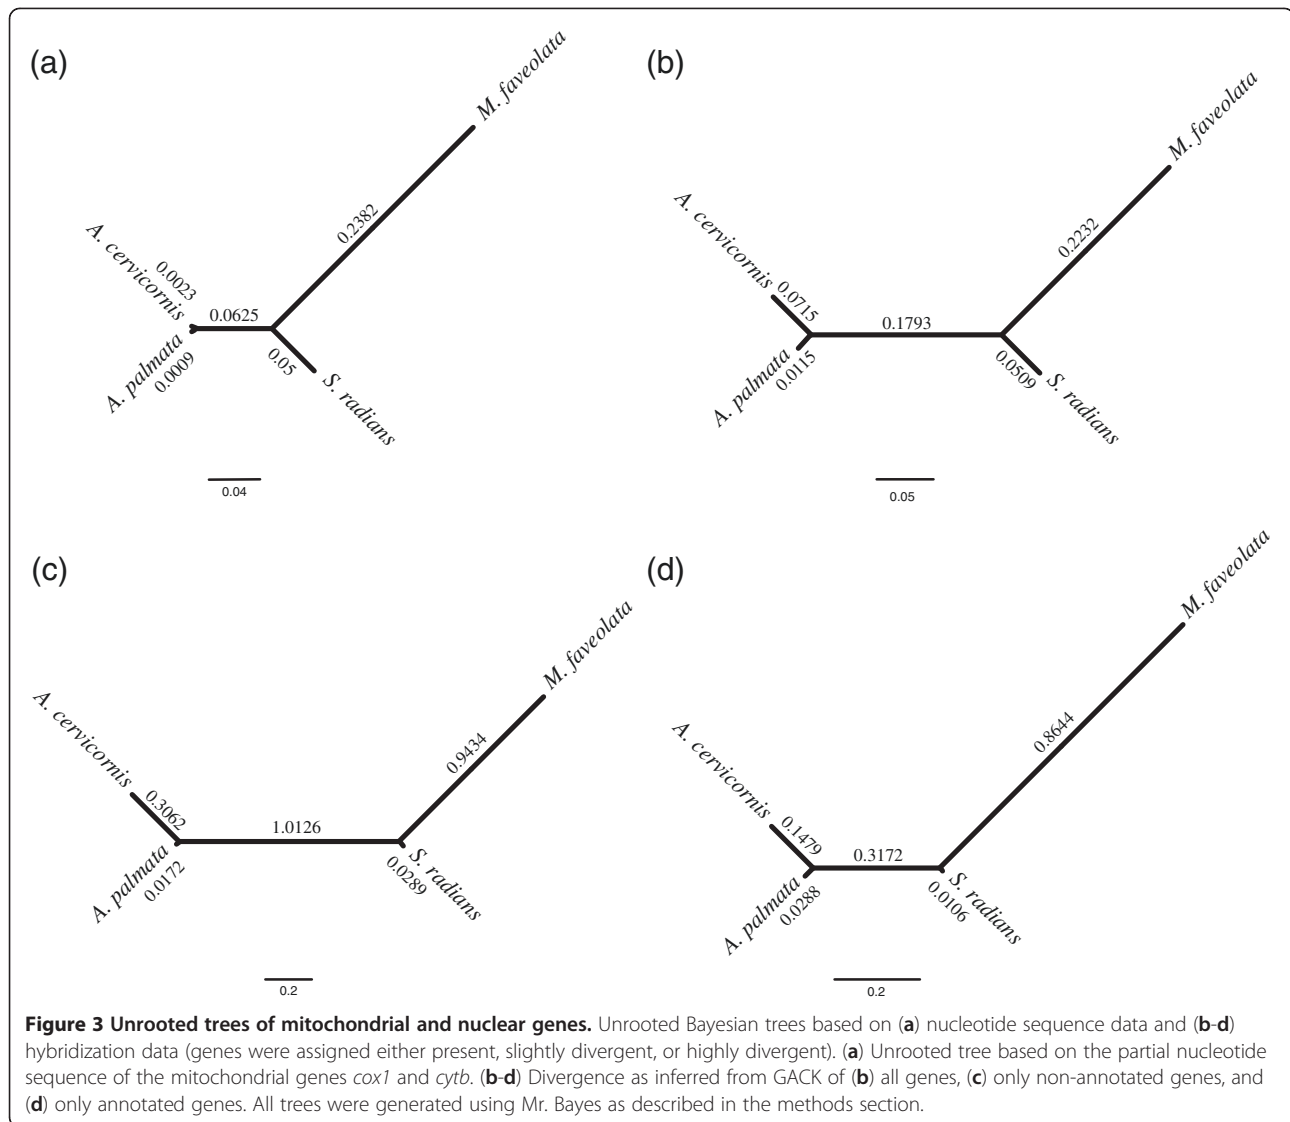 (a)
M. faveolata
0.2382
A. cervicornis
0.0023
0.0625
A. palmata
0.0009
0.05
S. radians
0.04
(b)
M. faveolata
0.2232
A. cervicornis
0.0715
0.1793
A. palmata
0.0115
0.0509
S. radians
0.05
(c)
M. faveolata
0.9434
A. cervicornis
0.3062
1.0126
A. palmata
0.0172
0.0289
S. radians
0.2
(d)
M. faveolata
0.8644
A. cervicornis
0.1479
0.3172
A. palmata
0.0288
0.0106
S. radians
0.2
Figure 3 Unrooted trees of mitochondrial and nuclear genes. Unrooted Bayesian trees based on (a) nucleotide sequence data and (b-d)
hybridization data (genes were assigned either present, slightly divergent, or highly divergent). (a) Unrooted tree based on the partial nucleotide
sequence of the mitochondrial genes cox1 and cytb. (b-d) Divergence as inferred from GACK of (b) all genes, (c) only non-annotated genes, and
(d) only annotated genes. All trees were generated using Mr. Bayes as described in the methods section.